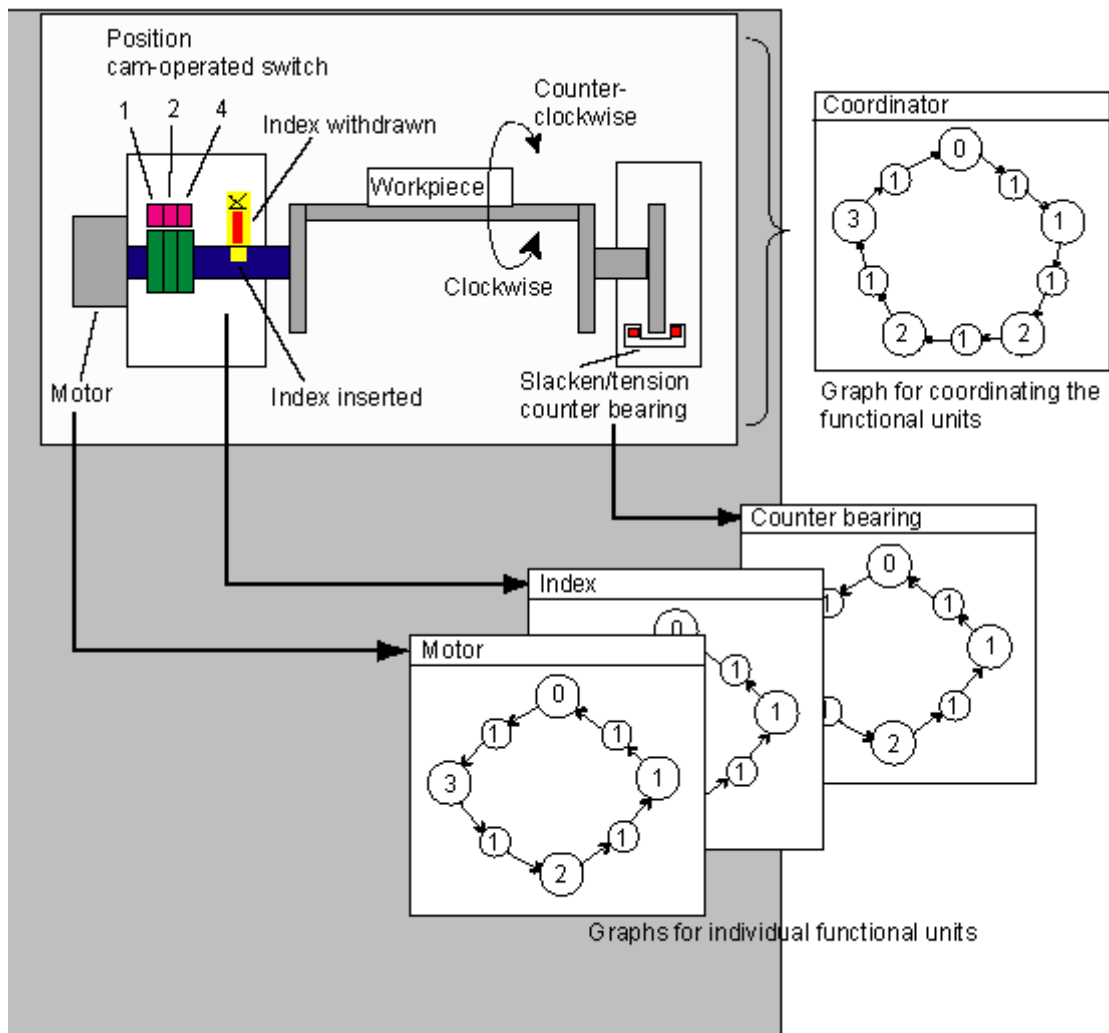 Position
cam-operated switch
1 2 4
Index withdrawn
Counter-
clockwise
Workpiece
Clockwise
Motor
Index inserted
Slacken/tension
counter bearing
Coordinator
0
1
1
1
1
2
1
2
1
3
1
Graph for coordinating the
functional units
Counter bearing
0
1
1
1
1
1
2
Index
0
1
1
1
Motor
0
1
1
3
1
1
1
2
Graphs for individual functional units